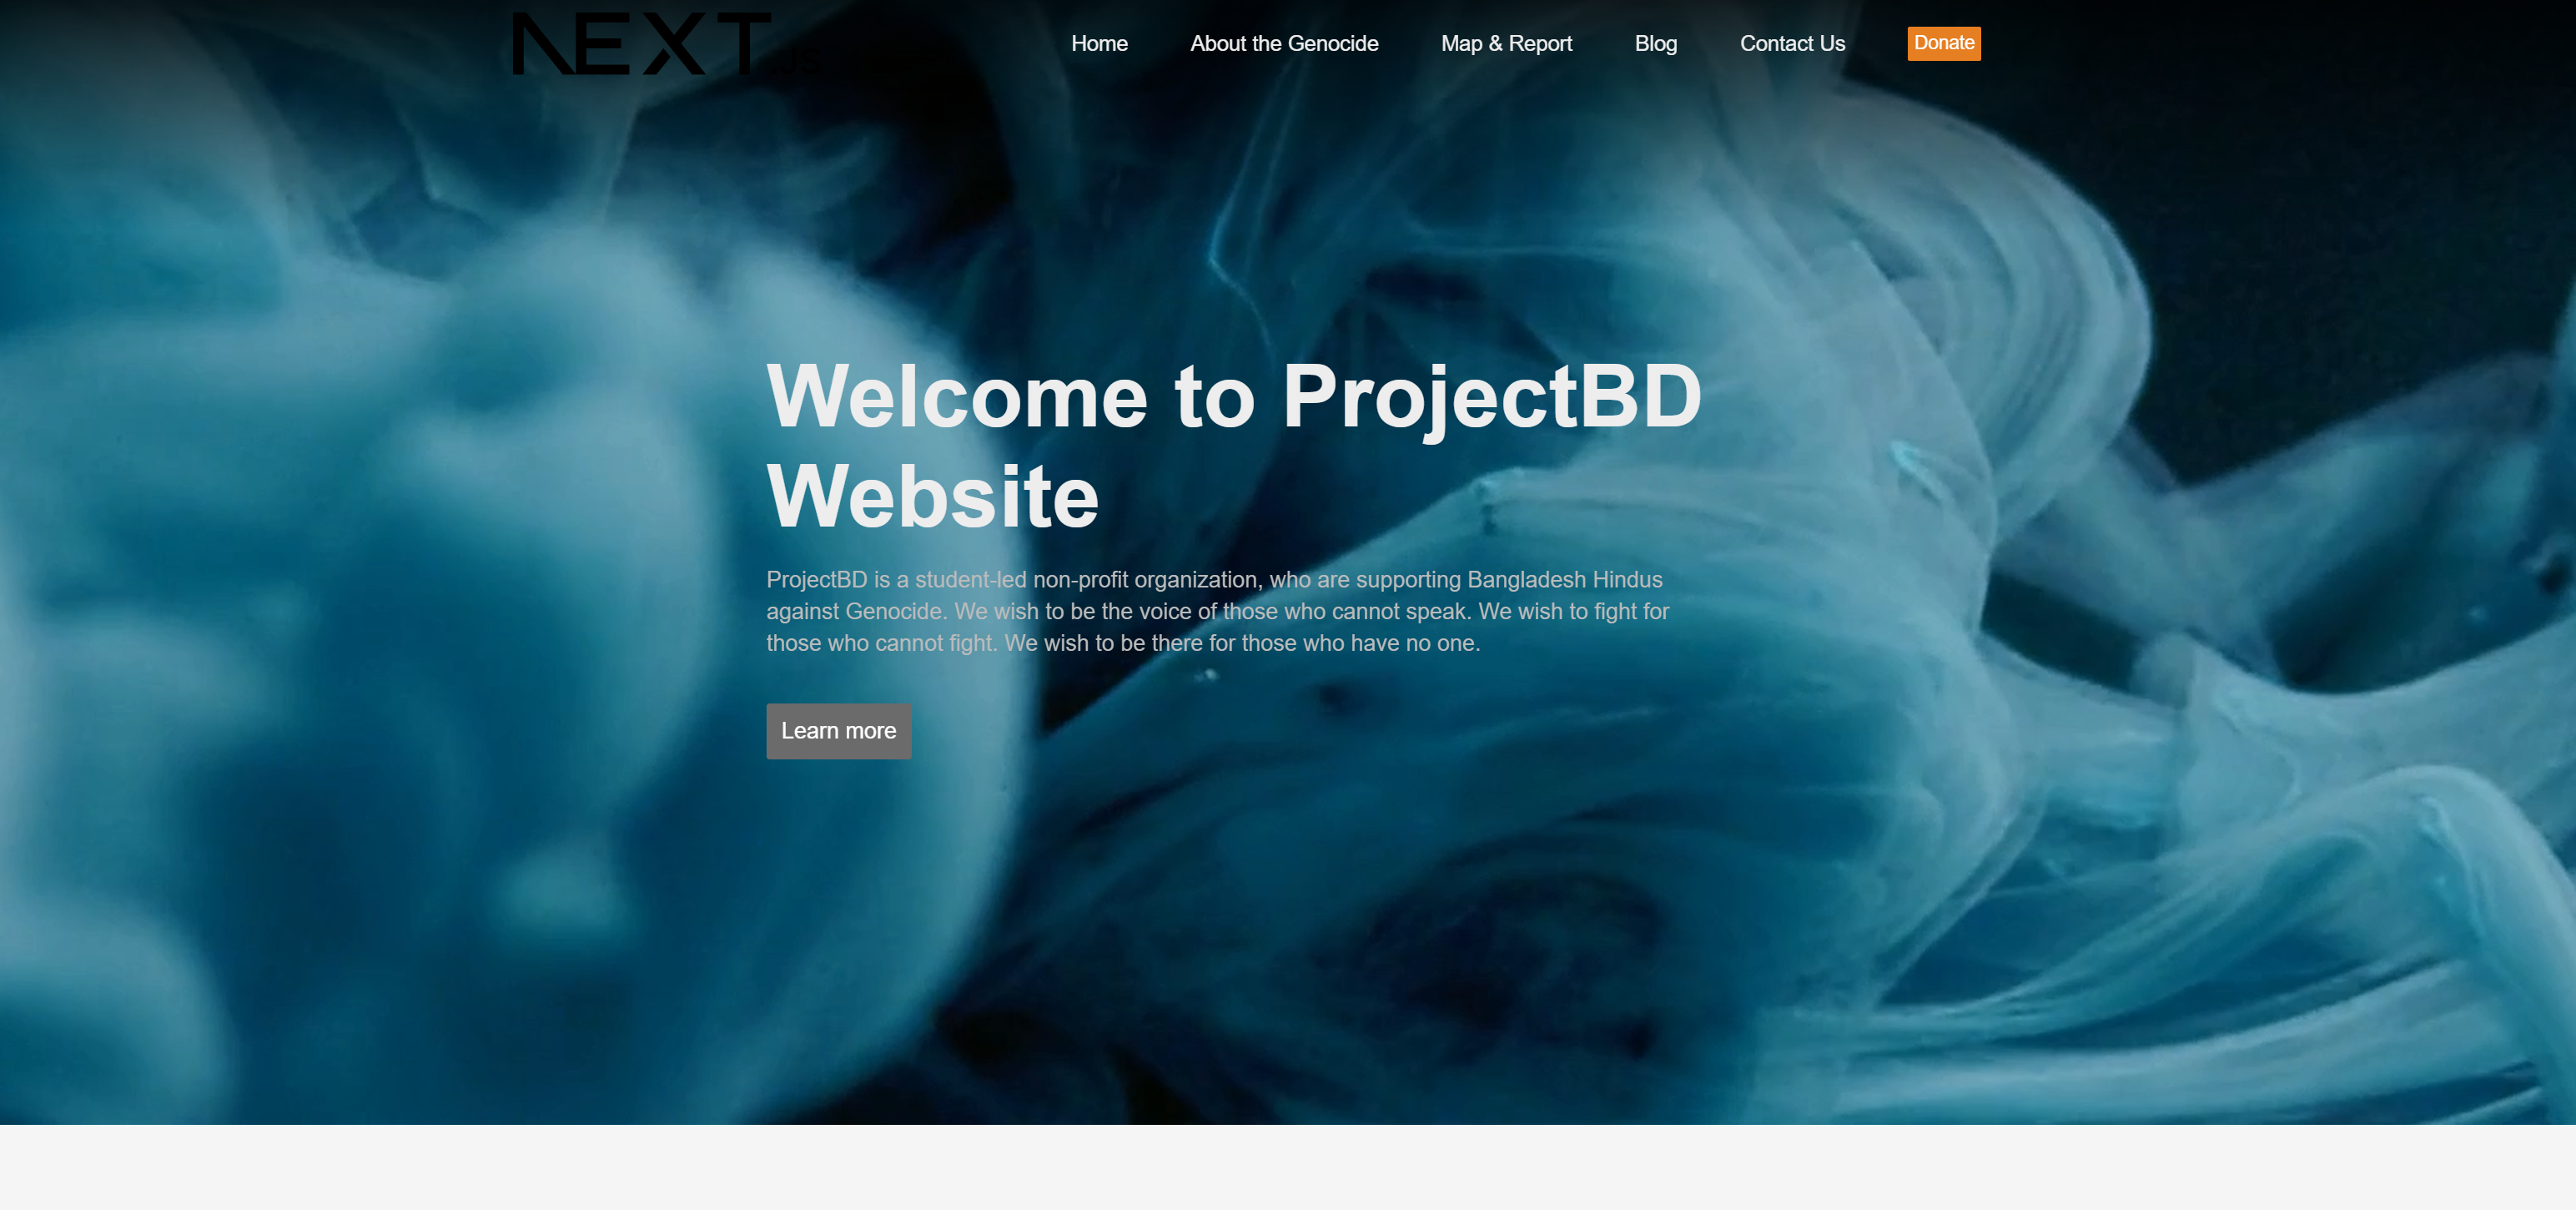 NEXT.JS
Home
About the Genocide
Map & Report
Blog
Contact Us
Donate
Welcome to ProjectBD
Website
ProjectBD is a student-led non-profit organization, who are supporting Bangladesh Hindus
against Genocide. We wish to be the voice of those who cannot speak. We wish to fight for
those who cannot fight. We wish to be there for those who have no one.
Learn more